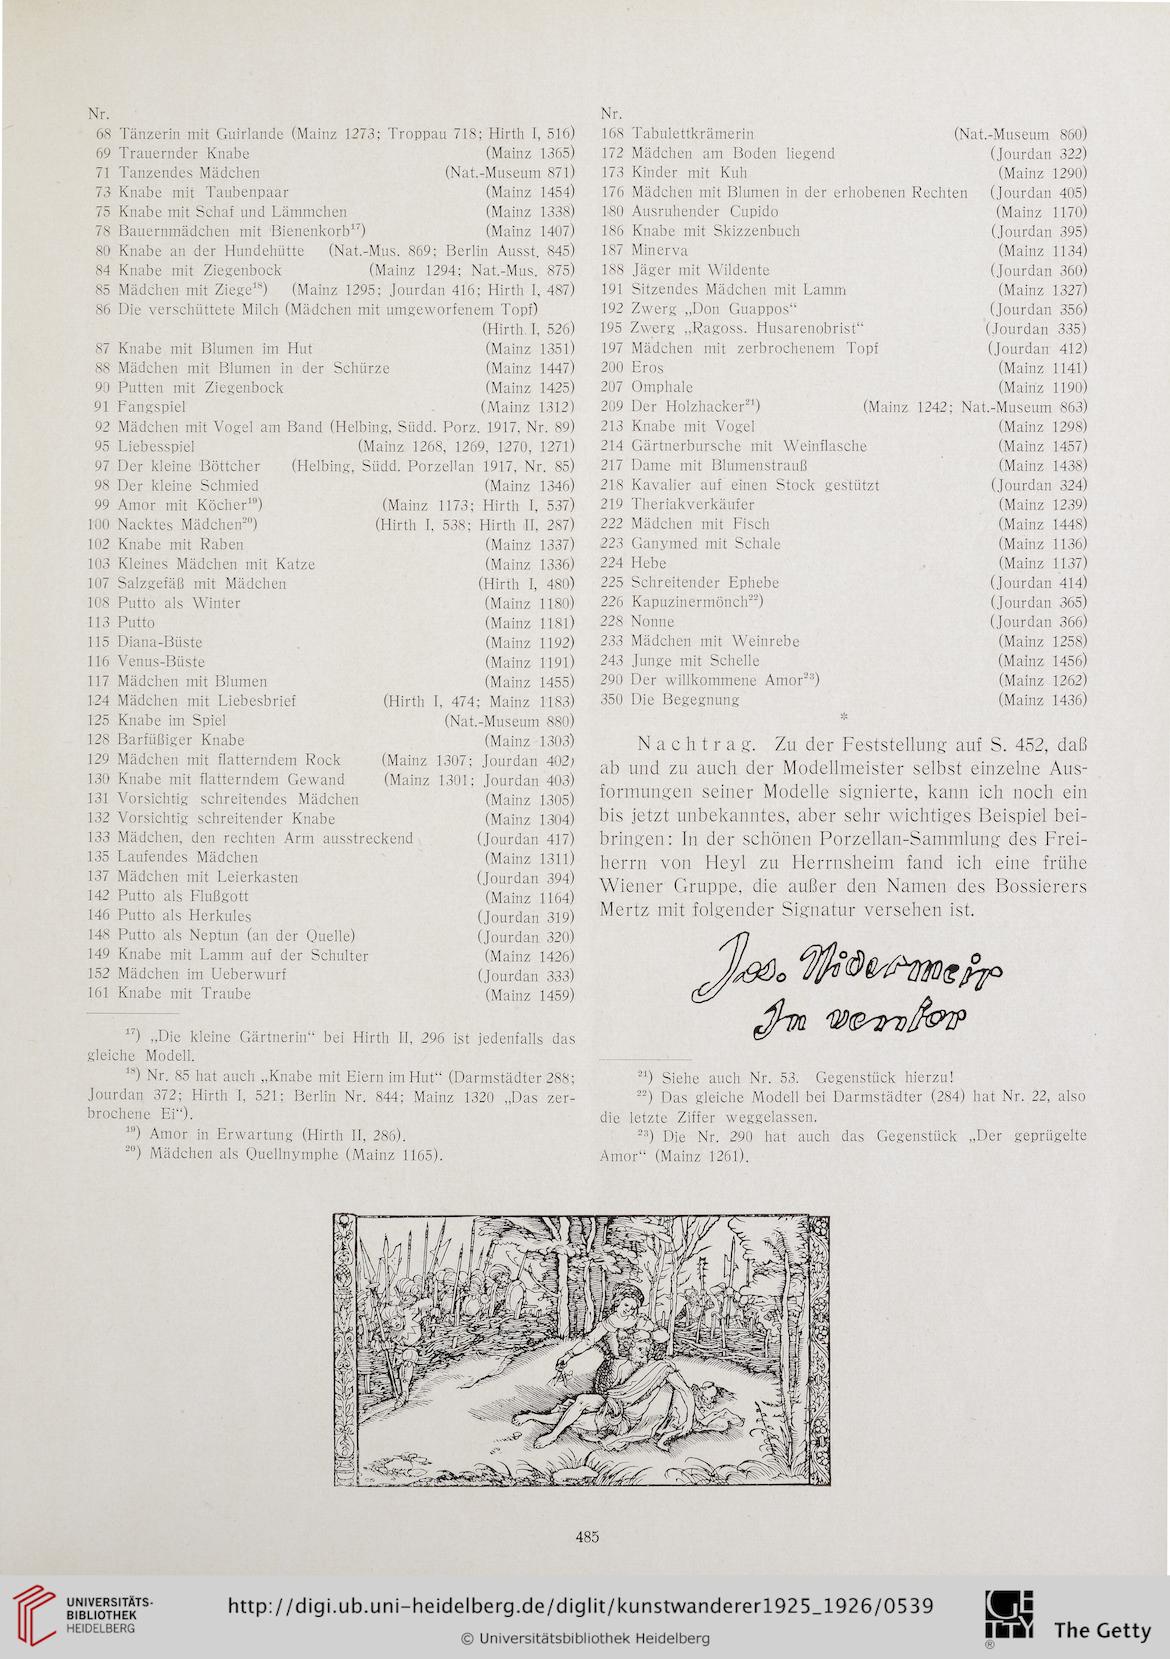 Nr.
68 Tänzerin mit Guirlande (Mainz 1273; Troppau 718; Hirth I, 516)
69 Trauernder Knabe (Mainz 1365)
71 Tanzendes Mädchen (Nat.-Museum 871)
73 Knabe mit Taubenpaar (Mainz 1454)
75 Knabe mit Schaf und Lämmchen (Mainz 1338)
78 Bauernmädchen mit Bienenkorb¹⁷) (Mainz 1407)
80 Knabe an der Hundehütte (Nat.-Mus. 869; Berlin Ausst. 845)
84 Knabe mit Ziegenbock (Mainz 1294; Nat.-Mus. 875)
85 Mädchen mit Ziege¹⁸) (Mainz 1295; Jourdan 416; Hirth I, 487)
86 Die verschüttete Milch (Mädchen mit umgeworfenem Topf)
(Hirth I, 526)
87 Knabe mit Blumen im Hut (Mainz 1351)
88 Mädchen mit Blumen in der Schürze (Mainz 1447)
90 Putten mit Ziegenbock (Mainz 1425)
91 Fangspiel (Mainz 1312)
92 Mädchen mit Vogel am Band (Helbing, Südd. Porz. 1917, Nr. 89)
95 Liebesspiel (Mainz 1268, 1269, 1270, 1271)
97 Der kleine Böttcher (Helbing, Südd. Porzellan 1917, Nr. 85)
98 Der kleine Schmied (Mainz 1346)
99 Amor mit Köcher¹⁹) (Mainz 1173; Hirth I, 537)
100 Nacktes Mädchen²⁰) (Hirth I, 538; Hirth II, 287)
102 Knabe mit Raben (Mainz 1337)
103 Kleines Mädchen mit Katze (Mainz 1336)
107 Salzgefäß mit Mädchen (Hirth I, 480)
108 Putto als Winter (Mainz 1180)
113 Putto (Mainz 1181)
115 Diana-Büste (Mainz 1192)
116 Venus-Büste (Mainz 1191)
117 Mädchen mit Blumen (Mainz 1455)
124 Mädchen mit Liebesbrief (Hirth I, 474; Mainz 1183)
125 Knabe im Spiel (Nat.-Museum 880)
128 Barfüßiger Knabe (Mainz 1303)
129 Mädchen mit flatterndem Rock (Mainz 1307; Jourdan 402)
130 Knabe mit flatterndem Gewand (Mainz 1301; Jourdan 403)
131 Vorsichtig schreitendes Mädchen (Mainz 1305)
132 Vorsichtig schreitender Knabe (Mainz 1304)
133 Mädchen, den rechten Arm ausstreckend (Jourdan 417)
135 Laufendes Mädchen (Mainz 1311)
137 Mädchen mit Leierkasten (Jourdan 394)
142 Putto als Flußgott (Mainz 1164)
146 Putto als Herkules (Jourdan 319)
148 Putto als Neptun (an der Quelle) (Jourdan 320)
149 Knabe mit Lamm auf der Schulter (Mainz 1426)
152 Mädchen im Ueberwurf (Jourdan 333)
161 Knabe mit Traube (Mainz 1459)
¹⁷) „Die kleine Gärtnerin“ bei Hirth II, 296 ist jedenfalls das
gleiche Modell.
¹⁸) Nr. 85 hat auch „Knabe mit Eiern im Hut“ (Darmstädter 288;
Jourdan 372; Hirth I, 521; Berlin Nr. 844; Mainz 1320 „Das zer-
brochene Ei“).
¹⁹) Amor in Erwartung (Hirth II, 286).
²⁰) Mädchen als Quellnymphe (Mainz 1165).
Nr.
168 Tabulettkrämerin (Nat.-Museum 860)
172 Mädchen am Boden liegend (Jourdan 322)
173 Kinder mit Kuh (Mainz 1290)
176 Mädchen mit Blumen in der erhobenen Rechten (Jourdan 405)
180 Ausruhender Cupido (Mainz 1170)
186 Knabe mit Skizzenbuch (Jourdan 395)
187 Minerva (Mainz 1134)
188 Jäger mit Wildente (Jourdan 360)
191 Sitzendes Mädchen mit Lamm (Mainz 1327)
192 Zwerg „Don Guappos“ (Jourdan 356)
195 Zwerg „Ragoss. Husarenobrist“ (Jourdan 335)
197 Mädchen mit zerbrochenem Topf (Jourdan 412)
200 Eros (Mainz 1141)
207 Omphale (Mainz 1190)
209 Der Holzhacker²¹) (Mainz 1242; Nat.-Museum 863)
213 Knabe mit Vogel (Mainz 1298)
214 Gärtnerbursche mit Weinflasche (Mainz 1457)
217 Dame mit Blumenstrauß (Mainz 1438)
218 Kavalier auf einen Stock gestützt (Jourdan 324)
219 Theriakverkäufer (Mainz 1239)
222 Mädchen mit Fisch (Mainz 1448)
223 Ganymed mit Schale (Mainz 1136)
224 Hebe (Mainz 1137)
225 Schreitender Ephebe (Jourdan 414)
226 Kapuzinermönch²²) (Jourdan 365)
228 Nonne (Jourdan 366)
233 Mädchen mit Weinrebe (Mainz 1258)
243 Junge mit Schelle (Mainz 1456)
290 Der willkommene Amor²³) (Mainz 1262)
350 Die Begegnung (Mainz 1436)
*
Nachtrag. Zu der Feststellung auf S. 452, daß
ab und zu auch der Modellmeister selbst einzelne Aus-
formungen seiner Modelle signierte, kann ich noch ein
bis jetzt unbekanntes, aber sehr wichtiges Beispiel bei-
bringen: In der schönen Porzellan-Sammlung des Frei-
herrn von Heyl zu Herrnsheim fand ich eine frühe
Wiener Gruppe, die außer den Namen des Bossierers
Mertz mit folgender Signatur versehen ist.
Jos. Nidermeir
In ventor
²¹) Siehe auch Nr. 53. Gegenstück hierzu!
²²) Das gleiche Modell bei Darmstädter (284) hat Nr. 22, also
die letzte Ziffer weggelassen.
²³) Die Nr. 290 hat auch das Gegenstück „Der geprügelte
Amor“ (Mainz 1261).
485
UNIVERSITÄTS-
BIBLIOTHEK
HEIDELBERG
http://digi.ub.uni-heidelberg.de/diglit/kunstwanderer1925_1926/0539
© Universitätsbibliothek Heidelberg
The Getty